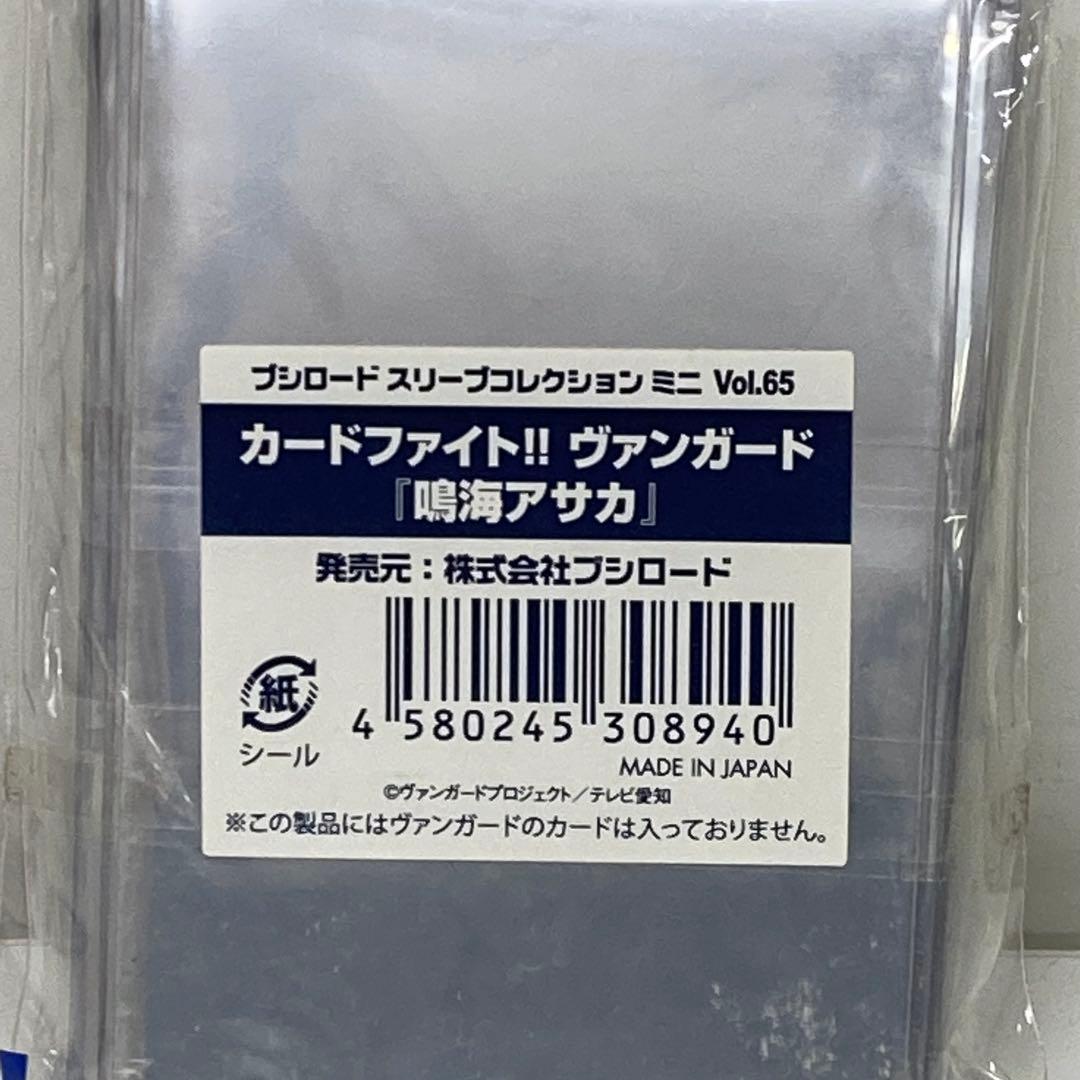 ブシロード スリーブコレクション ミニ Vol.65
カードファイト!! ヴァンガード
『鳴海アサカ』
発売元：株式会社ブシロード
紙
シール
4 580245 308940
MADE IN JAPAN
©ヴァンガードプロジェクト／テレビ愛知
※この製品にはヴァンガードのカードは入っておりません。